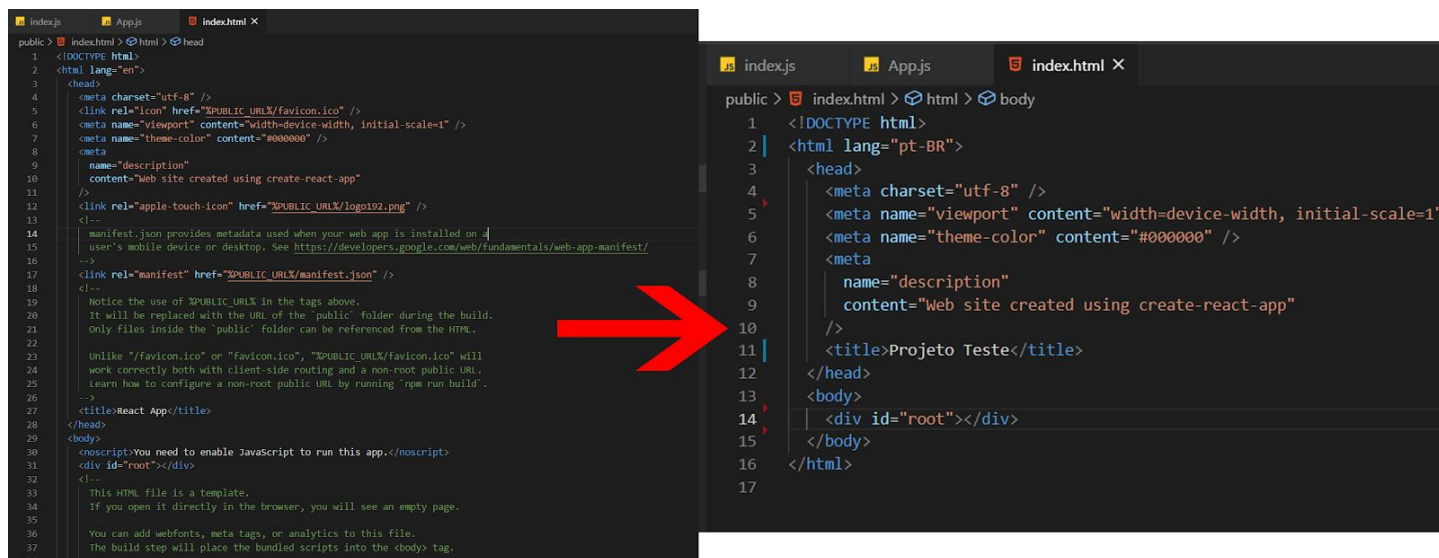 index.js App.js index.html
public > index.html > html > head
1 <!DOCTYPE html>
2 <html lang="en">
3 <head>
4 <meta charset="utf-8" />
5 <link rel="icon" href="%PUBLIC_URL%/favicon.ico" />
6 <meta name="viewport" content="width=device-width, initial-scale=1" />
7 <meta name="theme-color" content="#000000" />
8 <meta
9 name="description"
10 content="Web site created using create-react-app"
11 />
12 <link rel="apple-touch-icon" href="%PUBLIC_URL%/logo192.png" />
13 <!--
14 manifest.json provides metadata used when your web app is installed on a
15 user's mobile device or desktop. See https://developers.google.com/web/fundamentals/web-app-manifest/
16 -->
17 <link rel="manifest" href="%PUBLIC_URL%/manifest.json" />
18 <!--
19 Notice the use of %PUBLIC_URL% in the tags above.
20 It will be replaced with the URL of the `public` folder during the build.
21 Only files inside the `public` folder can be referenced from the HTML.
22
23 Unlike "/favicon.ico" or "favicon.ico", "%PUBLIC_URL%/favicon.ico" will
24 work correctly both with client-side routing and a non-root public URL.
25 Learn how to configure a non-root public URL by running `npm run build`.
26 -->
27 <title>React App</title>
28 </head>
29 <body>
30 <noscript>You need to enable JavaScript to run this app.</noscript>
31 <div id="root"></div>
32 <!--
33 This HTML file is a template.
34 If you open it directly in the browser, you will see an empty page.
35
36 You can add webfonts, meta tags, or analytics to this file.
37 The build step will place the bundled scripts into the <body> tag.
JS index.js JS App.js index.html
public > index.html > html > body
1 <!DOCTYPE html>
2 <html lang="pt-BR">
3 <head>
4 <meta charset="utf-8" />
5 <meta name="viewport" content="width=device-width, initial-scale=1"
6 <meta name="theme-color" content="#000000" />
7 <meta
8 name="description"
9 content="Web site created using create-react-app"
10 />
11 <title>Projeto Teste</title>
12 </head>
13 <body>
14 <div id="root"></div>
15 </body>
16 </html>
17